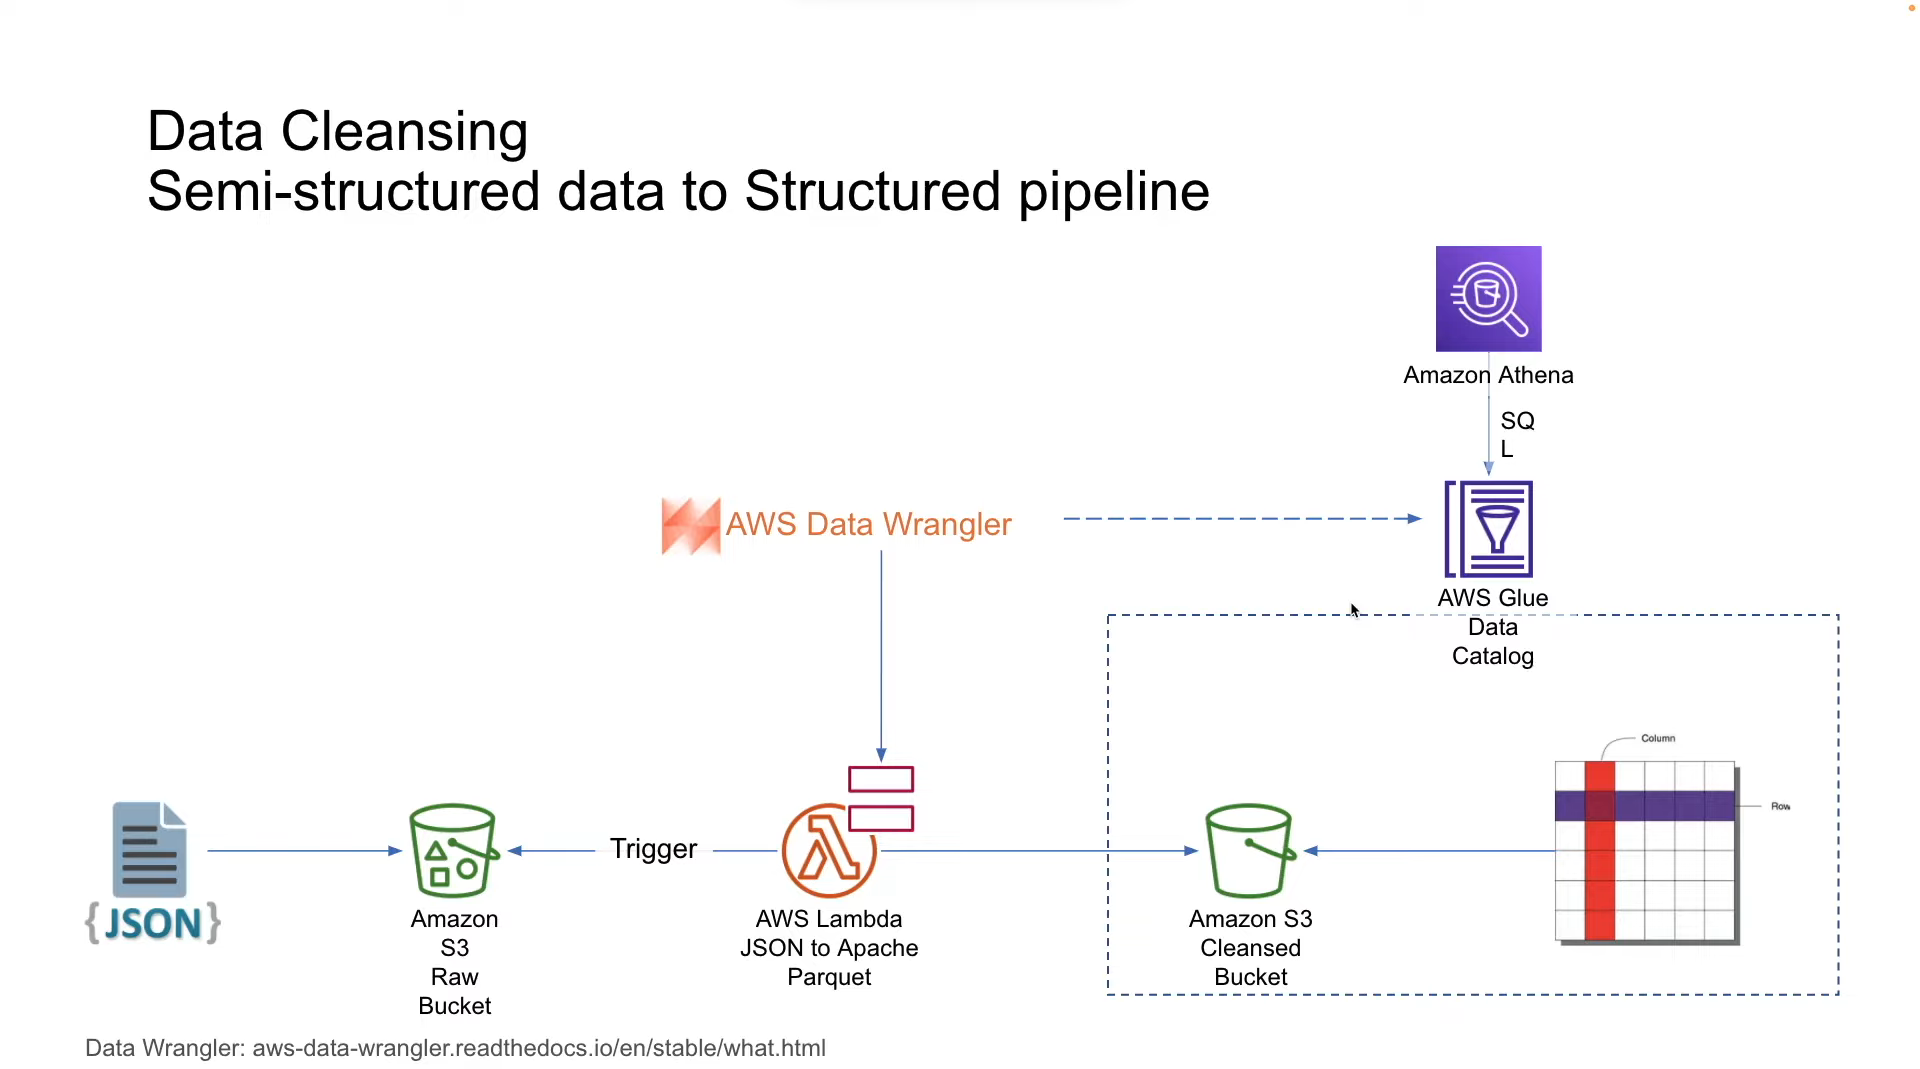 Data Cleansing
Semi-structured data to Structured pipeline
Amazon Athena
SQ
L
AWS Data Wrangler
AWS Glue
Data
Catalog
Column
Row
Trigger
{JSON}
Amazon
S3
Raw
Bucket
AWS Lambda
JSON to Apache
Parquet
Amazon S3
Cleansed
Bucket
Data Wrangler: aws-data-wrangler.readthedocs.io/en/stable/what.html